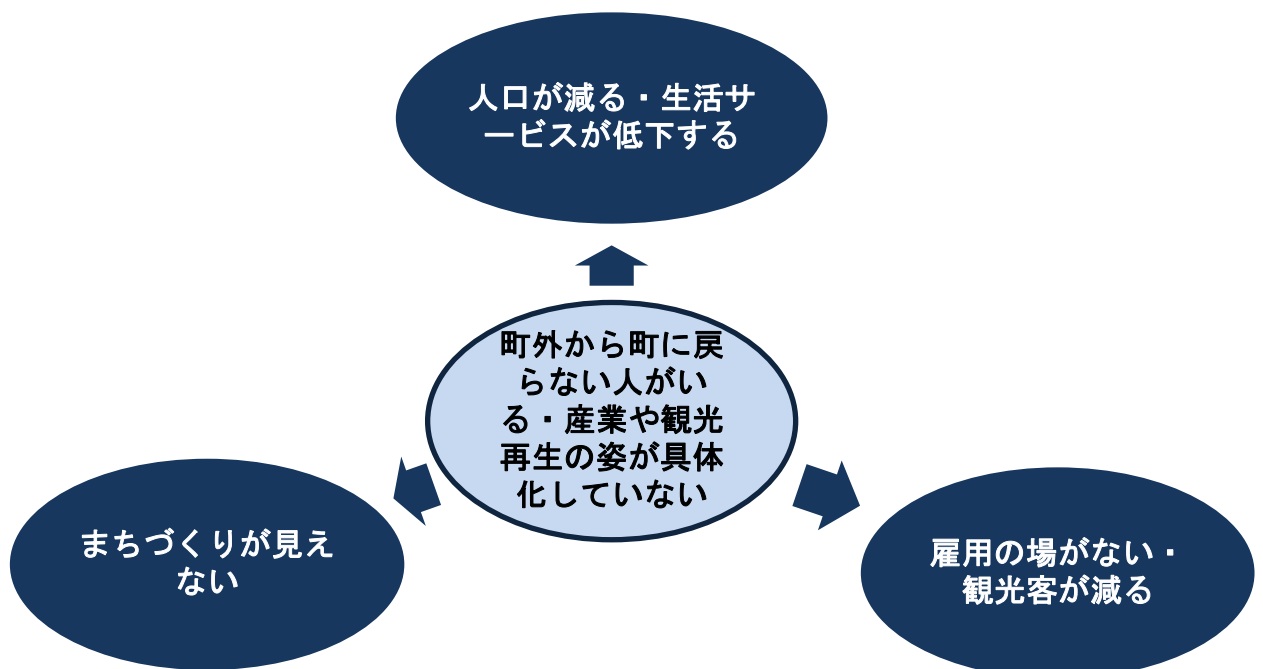 人口が減る・生活サ
ービスが低下する
町外から町に戻
らない人がい
る・産業や観光
再生の姿が具体
化していない
まちづくりが見え
ない
雇用の場がない・
観光客が減る